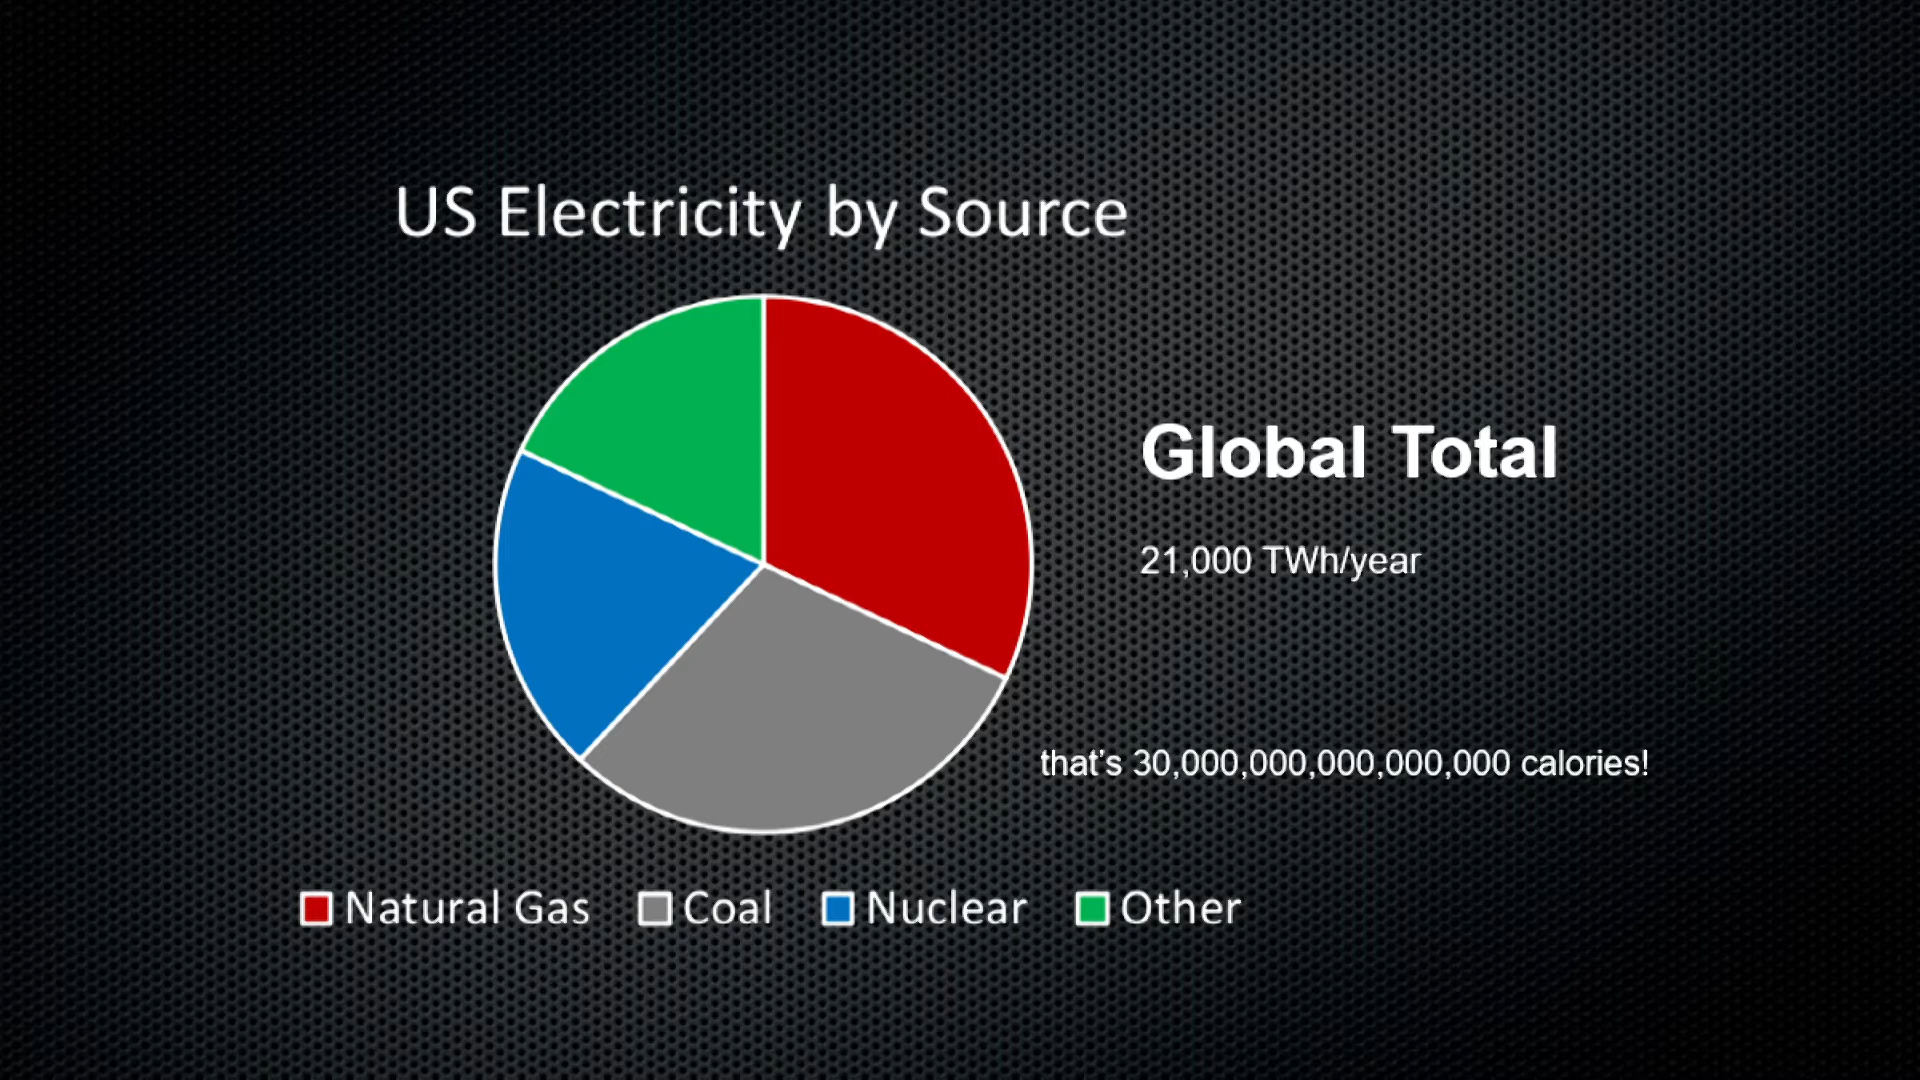 US Electricity by Source
Global Total
21,000 TWh/year
that's 30,000,000,000,000,000 calories!
Natural Gas Coal Nuclear Other